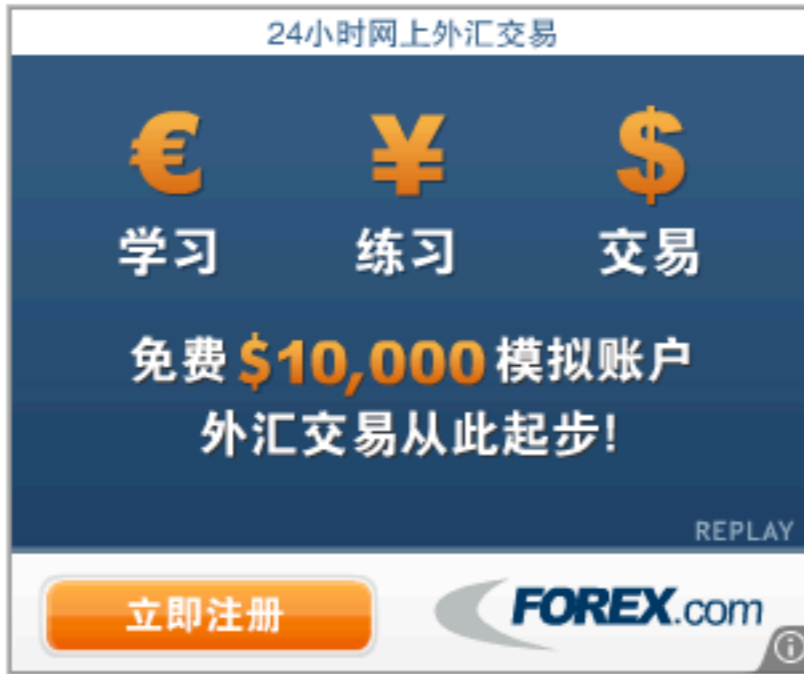 24小时网上外汇交易
€ ¥ $
学习 练习 交易
免费$10,000模拟账户
外汇交易从此起步!
REPLAY
立即注册 FOREX.com